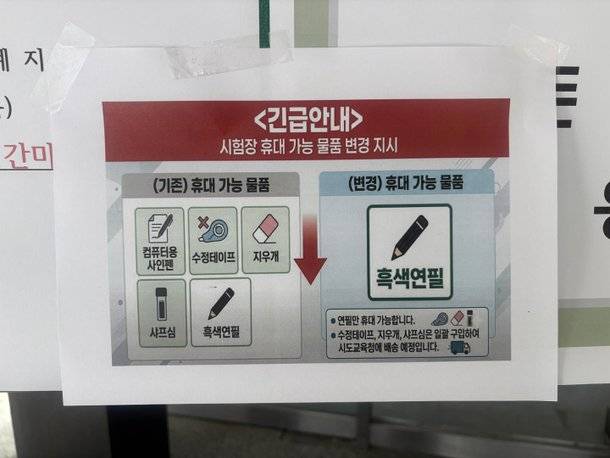 계 지
간미
<긴급안내>
시험장 휴대 가능 물품 변경 지시
(기존) 휴대 가능 물품
컴퓨터용
사인펜
수정테이프
지우개
샤프심
흑색연필
(변경) 휴대 가능 물품
흑색연필
• 연필만 휴대 가능합니다.
• 수정테이프, 지우개, 샤프심은 일괄 구입하여
시도교육청에 배송 예정입니다.